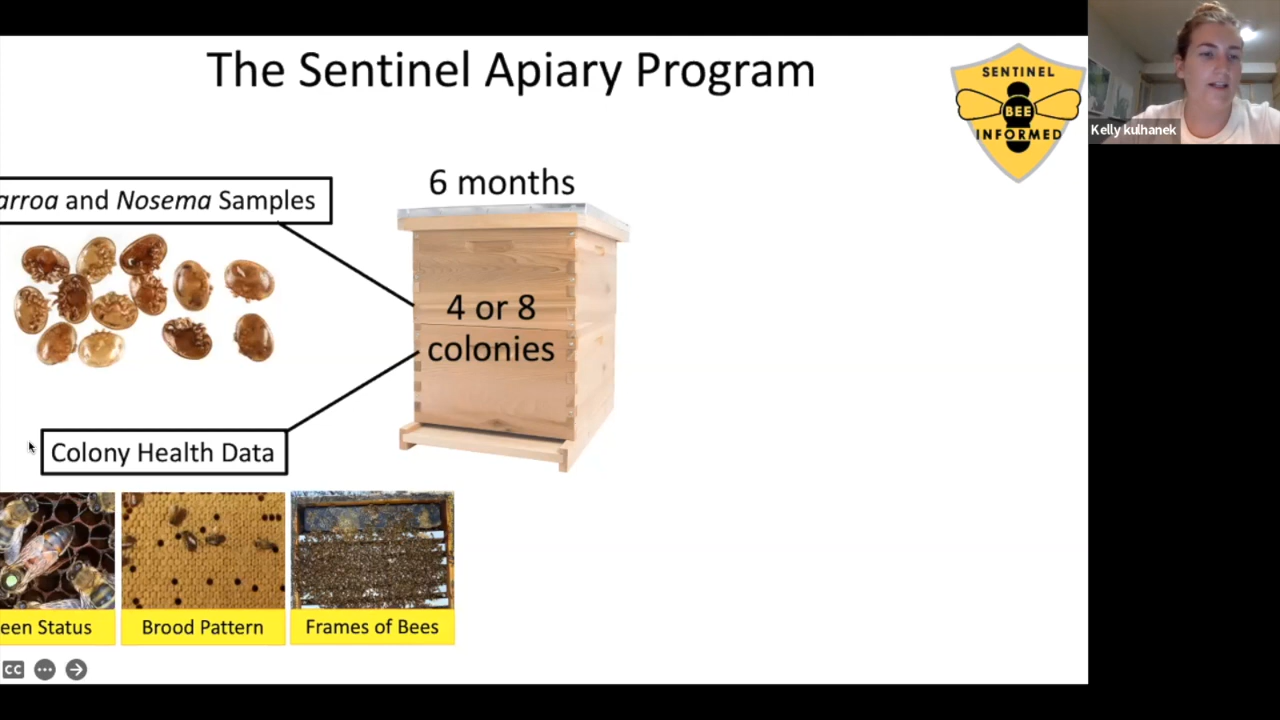 The Sentinel Apiary Program
SENTINEL
BEE
INFORMED
Kelly kulhanek
arroa and Nosema Samples
6 months
4 or 8
colonies
Colony Health Data
een Status
Brood Pattern
Frames of Bees
CC